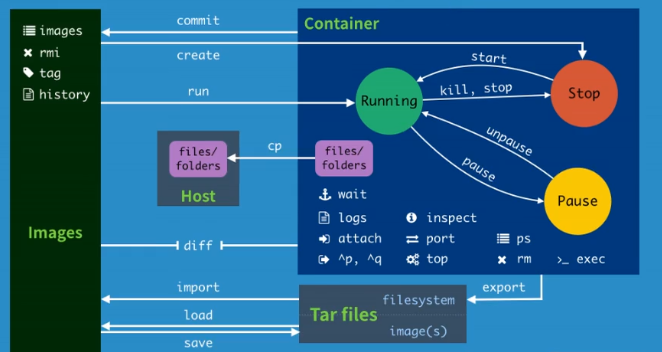 images
rmi
tag
history
Images
commit
create
run
cp
files/
folders
Host
diff
import
load
save
Container
Running
start
kill, stop
Stop
unpause
pause
Pause
files/
folders
wait
logs
inspect
attach
port
ps
^p, ^q
top
rm
>_ exec
export
Tar files
filesystem
image(s)